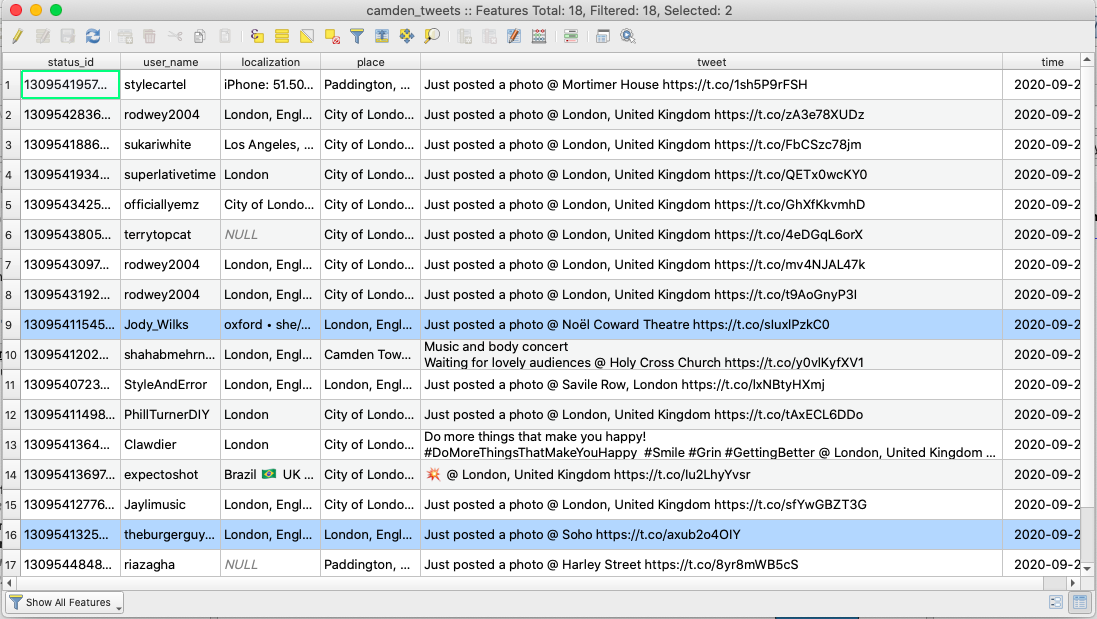 camden_tweets :: Features Total: 18, Filtered: 18, Selected: 2
status_id user_name localization place tweet time
1 1309541957... stylecartel iPhone: 51.50... Paddington, ... Just posted a photo @ Mortimer House https://t.co/1sh5P9rFSH 2020-09-2
2 1309542836... rodwey2004 London, Engl... City of Londo... Just posted a photo @ London, United Kingdom https://t.co/zA3e78XUDz 2020-09-2
3 1309541886... sukariwhite Los Angeles, ... City of Londo... Just posted a photo @ London, United Kingdom https://t.co/FbCSzc78jm 2020-09-2
4 1309541934... superlativetime London City of Londo... Just posted a photo @ London, United Kingdom https://t.co/QETx0wcKY0 2020-09-2
5 1309543425... officiallyemz City of Londo... City of Londo... Just posted a photo @ London, United Kingdom https://t.co/GhXfKkvmhD 2020-09-2
6 1309543805... terrytopcat NULL City of Londo... Just posted a photo @ London, United Kingdom https://t.co/4eDGqL6orX 2020-09-2
7 1309543097... rodwey2004 London, Engl... City of Londo... Just posted a photo @ London, United Kingdom https://t.co/mv4NJAL47k 2020-09-2
8 1309543192... rodwey2004 London, Engl... City of Londo... Just posted a photo @ London, United Kingdom https://t.co/t9AoGnyP3I 2020-09-2
9 13095411545... Jody_Wilks oxford • she/... London, Engl... Just posted a photo @ Noël Coward Theatre https://t.co/sIuxlPzkC0 2020-09-2
10 1309541202... shahabmehrn... London, Engl... Camden Tow... Music and body concert
Waiting for lovely audiences @ Holy Cross Church https://t.co/y0vlKyfXV1 2020-09-2
11 1309540723... StyleAndError London, Engl... London, Engl... Just posted a photo @ Savile Row, London https://t.co/lxNBtyHXmj 2020-09-2
12 13095411498... PhillTurnerDIY London City of Londo... Just posted a photo @ London, United Kingdom https://t.co/tAxECL6DDo 2020-09-2
13 1309541364... Clawdier London City of Londo... Do more things that make you happy!
#DoMoreThingsThatMakeYouHappy #Smile #Grin #GettingBetter @ London, United Kingdom ... 2020-09-2
14 13095413697... expectoshot Brazil 🇧🇷 UK ... City of Londo... 💥 @ London, United Kingdom https://t.co/Iu2LhyYvsr 2020-09-2
15 13095412776... Jaylimusic London, Engl... City of Londo... Just posted a photo @ London, United Kingdom https://t.co/sfYwGBZT3G 2020-09-2
16 1309541325... theburgerguy... London, Engl... London, Engl... Just posted a photo @ Soho https://t.co/axub2o4OIY 2020-09-2
17 1309544848... riazagha NULL Paddington, ... Just posted a photo @ Harley Street https://t.co/8yr8mWB5cS 2020-09-2
Show All Features